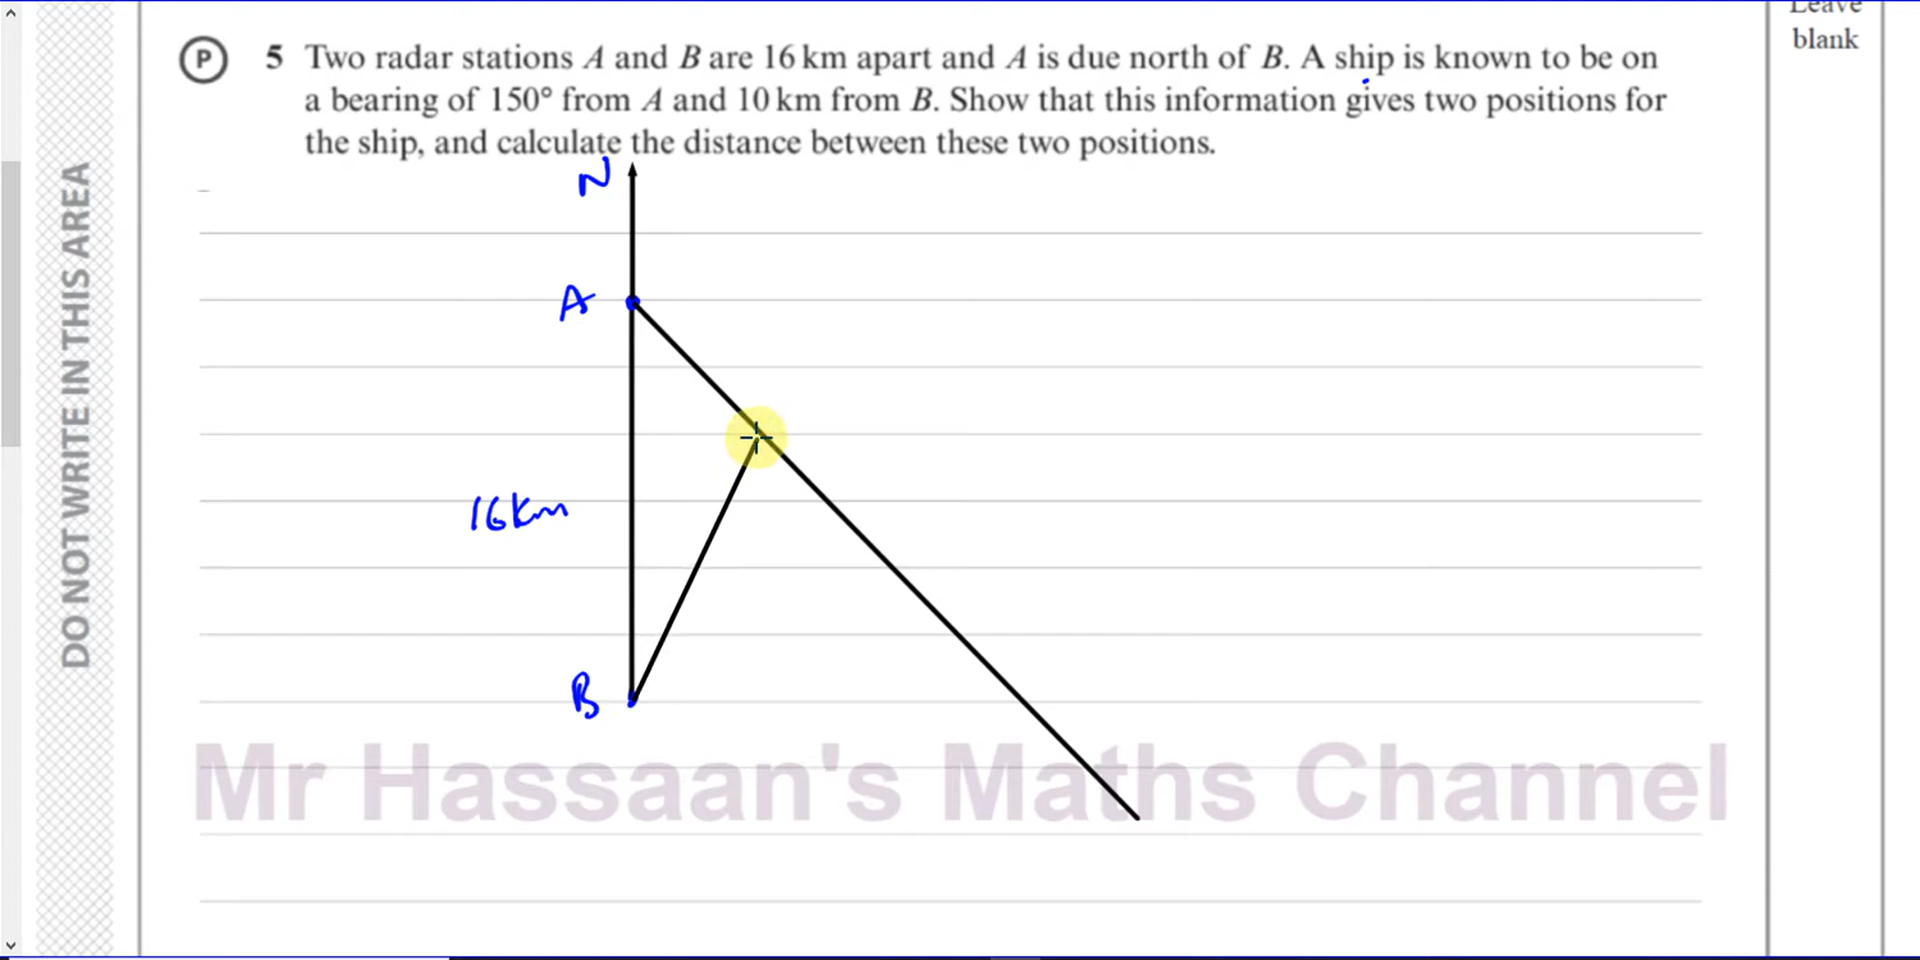 Leave
blank
P 5 Two radar stations A and B are 16 km apart and A is due north of B. A ship is known to be on
a bearing of 150° from A and 10 km from B. Show that this information gives two positions for
the ship, and calculate the distance between these two positions.
N
A
16km
B
DO NOT WRITE IN THIS AREA
Mr Hassaan's Maths Channel